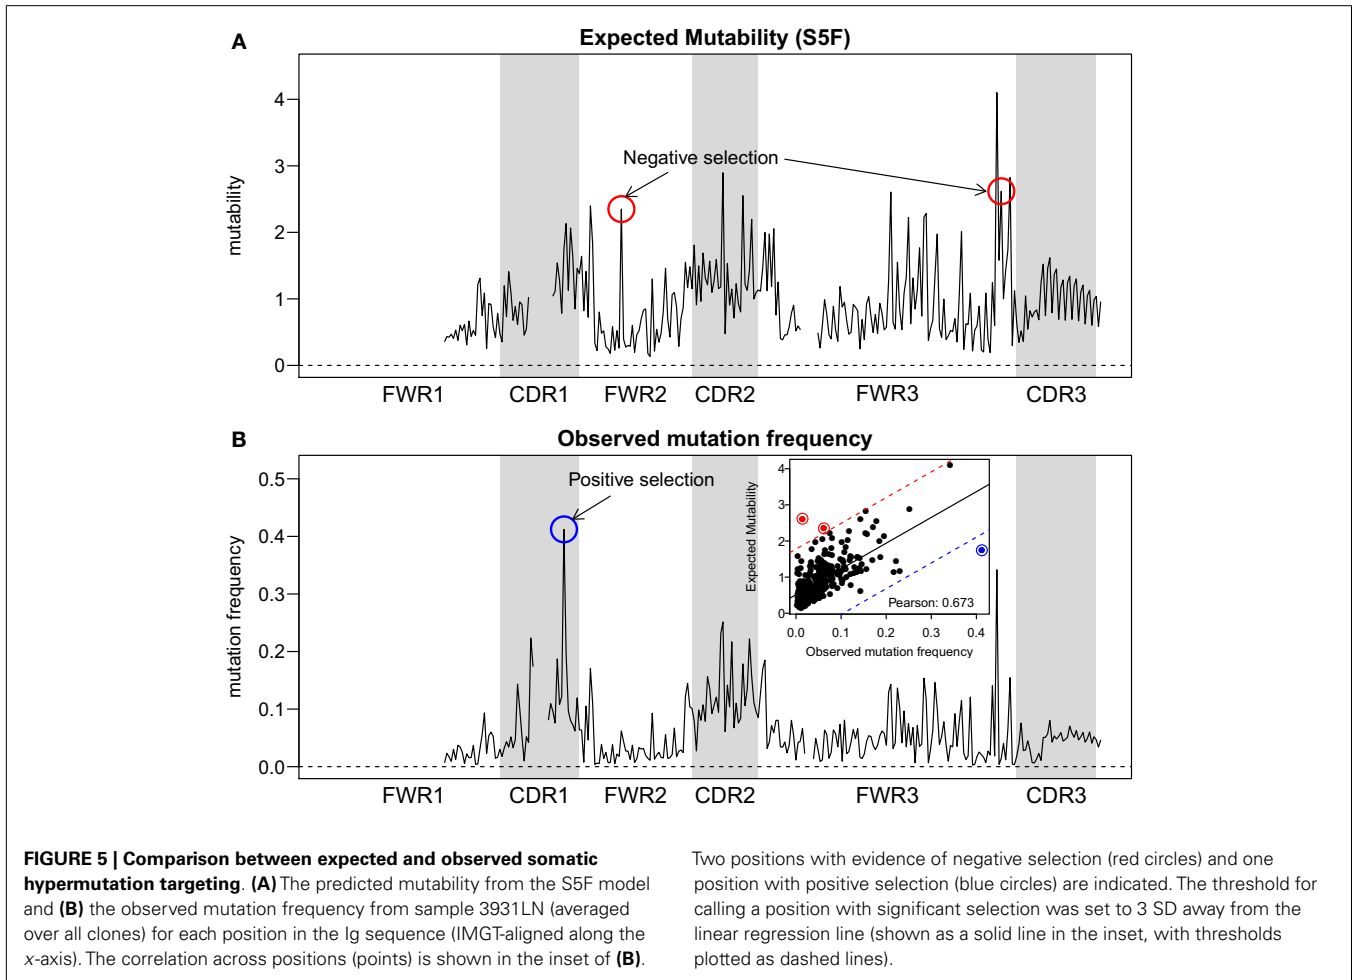 A
Expected Mutability (S5F)
mutability
4
3
2
1
0
Negative selection
FWR1 CDR1 FWR2 CDR2 FWR3 CDR3
B
Observed mutation frequency
mutation frequency
0.5
0.4
0.3
0.2
0.1
0.0
Positive selection
Expected Mutability
4
3
2
1
0
Pearson: 0.673
0.0 0.1 0.2 0.3 0.4
Observed mutation frequency
FWR1 CDR1 FWR2 CDR2 FWR3 CDR3
FIGURE 5 | Comparison between expected and observed somatic
hypermutation targeting. (A) The predicted mutability from the S5F model
and (B) the observed mutation frequency from sample 3931LN (averaged
over all clones) for each position in the Ig sequence (IMGT-aligned along the
x-axis). The correlation across positions (points) is shown in the inset of (B).
Two positions with evidence of negative selection (red circles) and one
position with positive selection (blue circles) are indicated. The threshold for
calling a position with significant selection was set to 3 SD away from the
linear regression line (shown as a solid line in the inset, with thresholds
plotted as dashed lines).